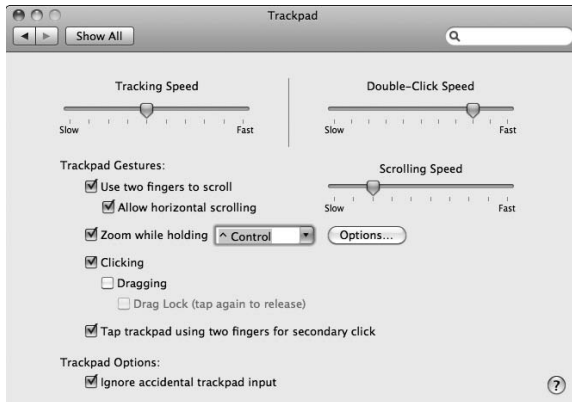 Trackpad
Show All
Tracking Speed
Double-Click Speed
Slow Fast
Slow Fast
Trackpad Gestures:
Scrolling Speed
Use two fingers to scroll
Allow horizontal scrolling
Slow Fast
Zoom while holding ^ Control Options...
Clicking
Dragging
Drag Lock (tap again to release)
Tap trackpad using two fingers for secondary click
Trackpad Options:
Ignore accidental trackpad input
?